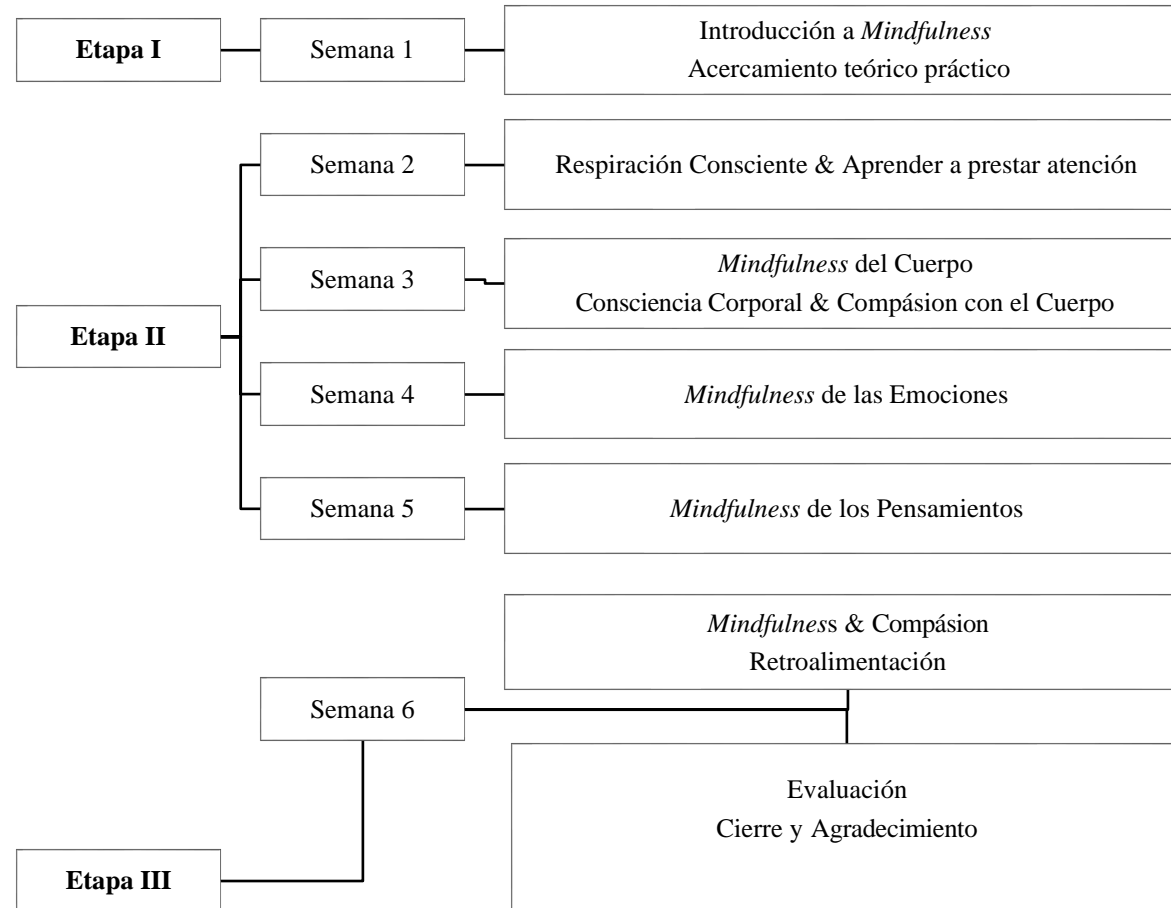 Etapa I
Semana 1
Introducción a Mindfulness
Acercamiento teórico práctico
Etapa II
Semana 2
Respiración Consciente & Aprender a prestar atención
Semana 3
Mindfulness del Cuerpo
Consciencia Corporal & Compásion con el Cuerpo
Semana 4
Mindfulness de las Emociones
Semana 5
Mindfulness de los Pensamientos
Etapa III
Semana 6
Mindfulness & Compásion
Retroalimentación
Evaluación
Cierre y Agradecimiento